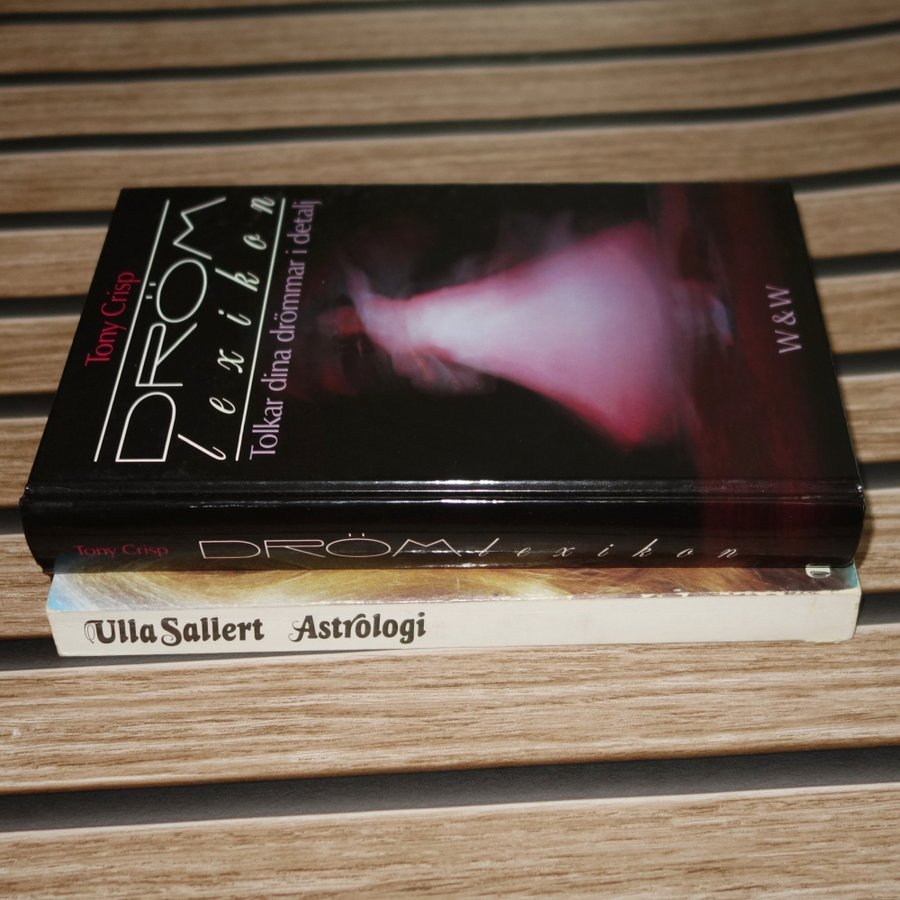 Tony Crisp
DRÖM
lexikon
Tolkar dina drömmar i detalj
W & W
Tony Crisp DRÖM lexikon
Ulla Sallert Astrologi